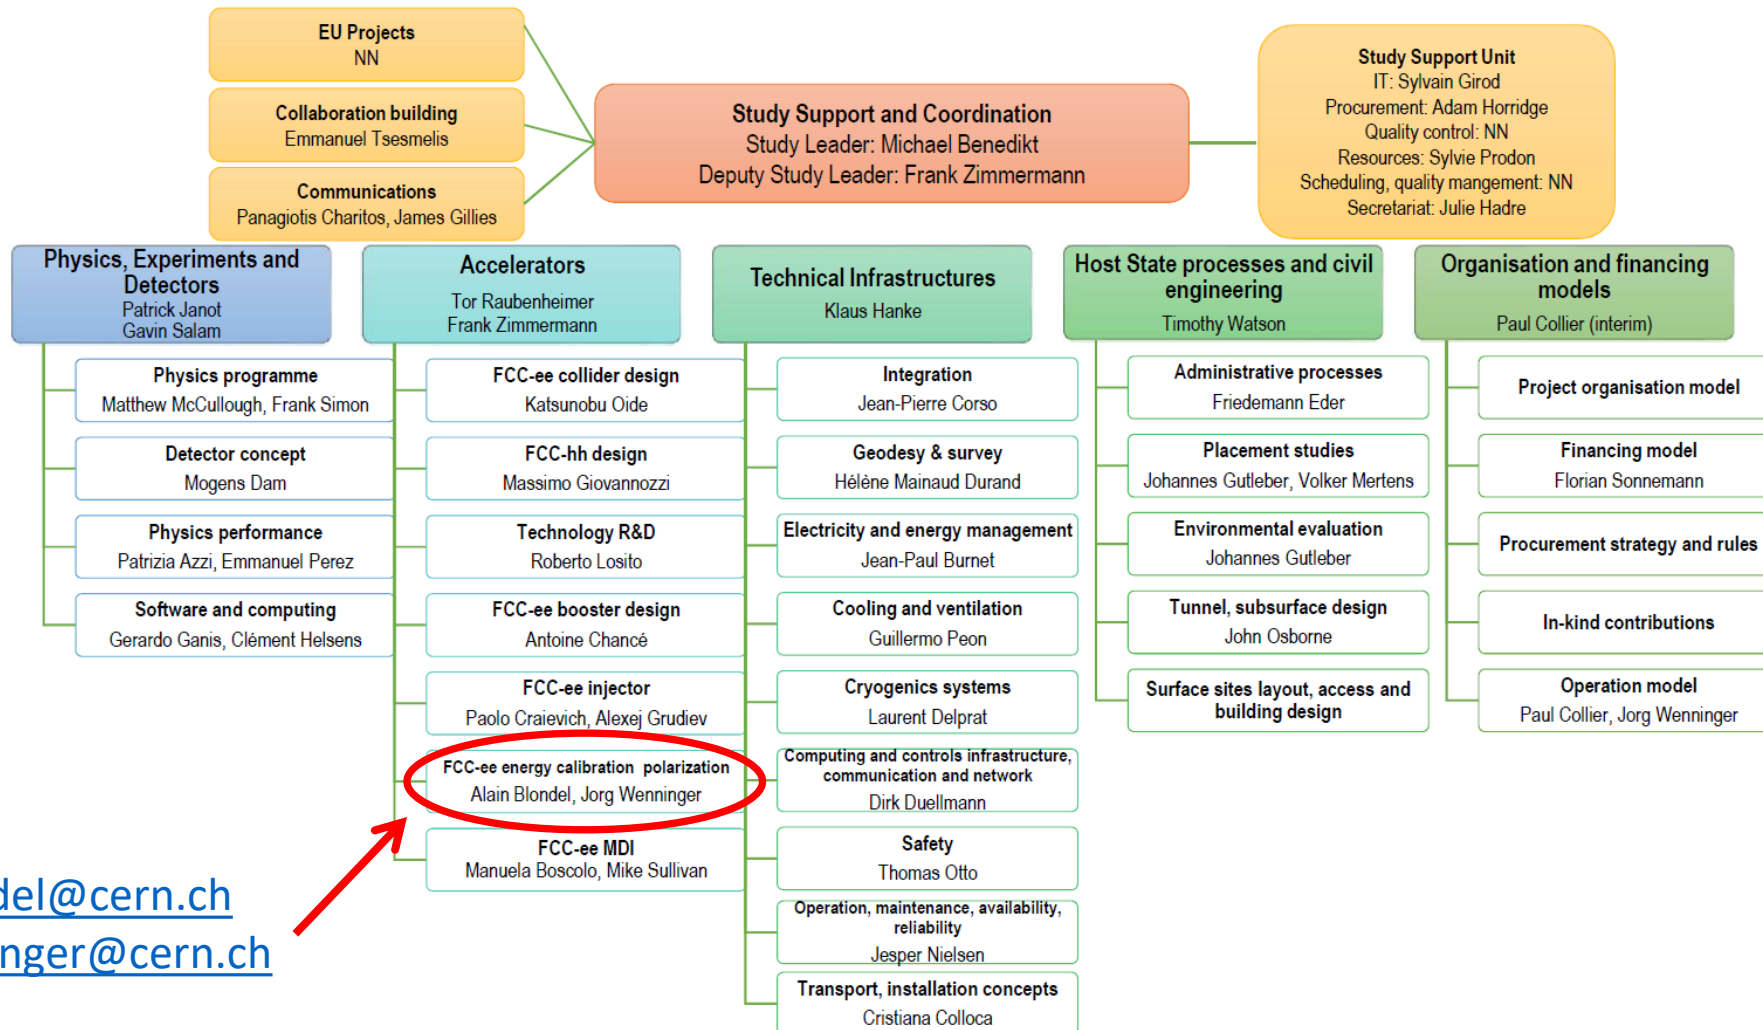 EU Projects
NN
Collaboration building
Emmanuel Tsesmelis
Communications
Panagiotis Charitos, James Gillies
Study Support and Coordination
Study Leader: Michael Benedikt
Deputy Study Leader: Frank Zimmermann
Study Support Unit
IT: Sylvain Girod
Procurement: Adam Horridge
Quality control: NN
Resources: Sylvie Prodon
Scheduling, quality mangement: NN
Secretariat: Julie Hadre
Physics, Experiments and
Detectors
Patrick Janot
Gavin Salam
Physics programme
Matthew McCullough, Frank Simon
Detector concept
Mogens Dam
Physics performance
Patrizia Azzi, Emmanuel Perez
Software and computing
Gerardo Ganis, Clément Helsens
Accelerators
Tor Raubenheimer
Frank Zimmermann
FCC-ee collider design
Katsunobu Oide
FCC-hh design
Massimo Giovannozzi
Technology R&D
Roberto Losito
FCC-ee booster design
Antoine Chancé
FCC-ee injector
Paolo Craievich, Alexej Grudiev
FCC-ee energy calibration polarization
Alain Blondel, Jorg Wenninger
FCC-ee MDI
Manuela Boscolo, Mike Sullivan
Technical Infrastructures
Klaus Hanke
Integration
Jean-Pierre Corso
Geodesy & survey
Hélène Mainaud Durand
Electricity and energy management
Jean-Paul Burnet
Cooling and ventilation
Guillermo Peon
Cryogenics systems
Laurent Delprat
Computing and controls infrastructure,
communication and network
Dirk Duellmann
Safety
Thomas Otto
Operation, maintenance, availability,
reliability
Jesper Nielsen
Transport, installation concepts
Cristiana Colloca
Host State processes and civil
engineering
Timothy Watson
Administrative processes
Friedemann Eder
Placement studies
Johannes Gutleber, Volker Mertens
Environmental evaluation
Johannes Gutleber
Tunnel, subsurface design
John Osborne
Surface sites layout, access and
building design
Organisation and financing
models
Paul Collier (interim)
Project organisation model
Financing model
Florian Sonnemann
Procurement strategy and rules
In-kind contributions
Operation model
Paul Collier, Jorg Wenninger
del@cern.ch
nger@cern.ch